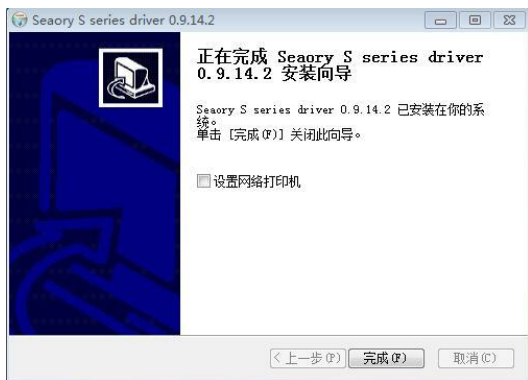 Seaory S series driver 0.9.14.2
正在完成 Seaory S series driver
0.9.14.2 安装向导
Seaory S series driver 0.9.14.2 已安装在你的系
统。
单击 [完成(F)] 关闭此向导。
设置网络打印机
< 上一步(P)
完成(F)
取消(C)